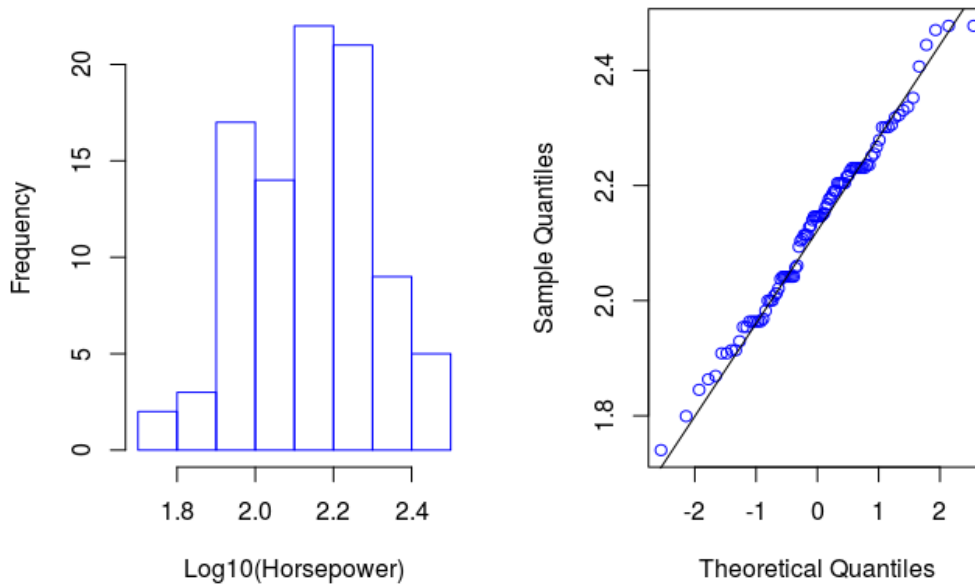 Frequency
0
5
10
15
20
1.8 2.0 2.2 2.4
Log10(Horsepower)
Sample Quantiles
1.8
2.0
2.2
2.4
-2 -1 0 1 2
Theoretical Quantiles